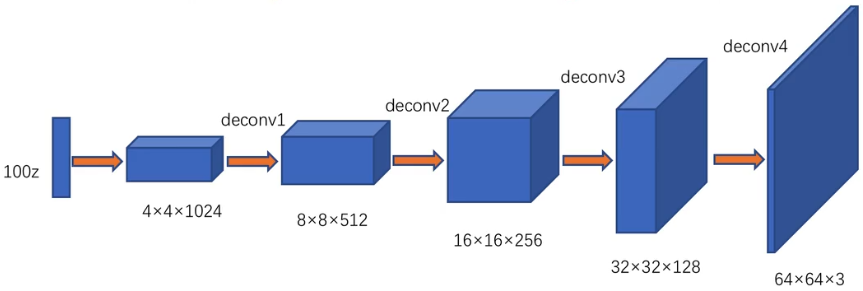 100z
4×4×1024
deconv1
8×8×512
deconv2
16×16×256
deconv3
32×32×128
deconv4
64×64×3